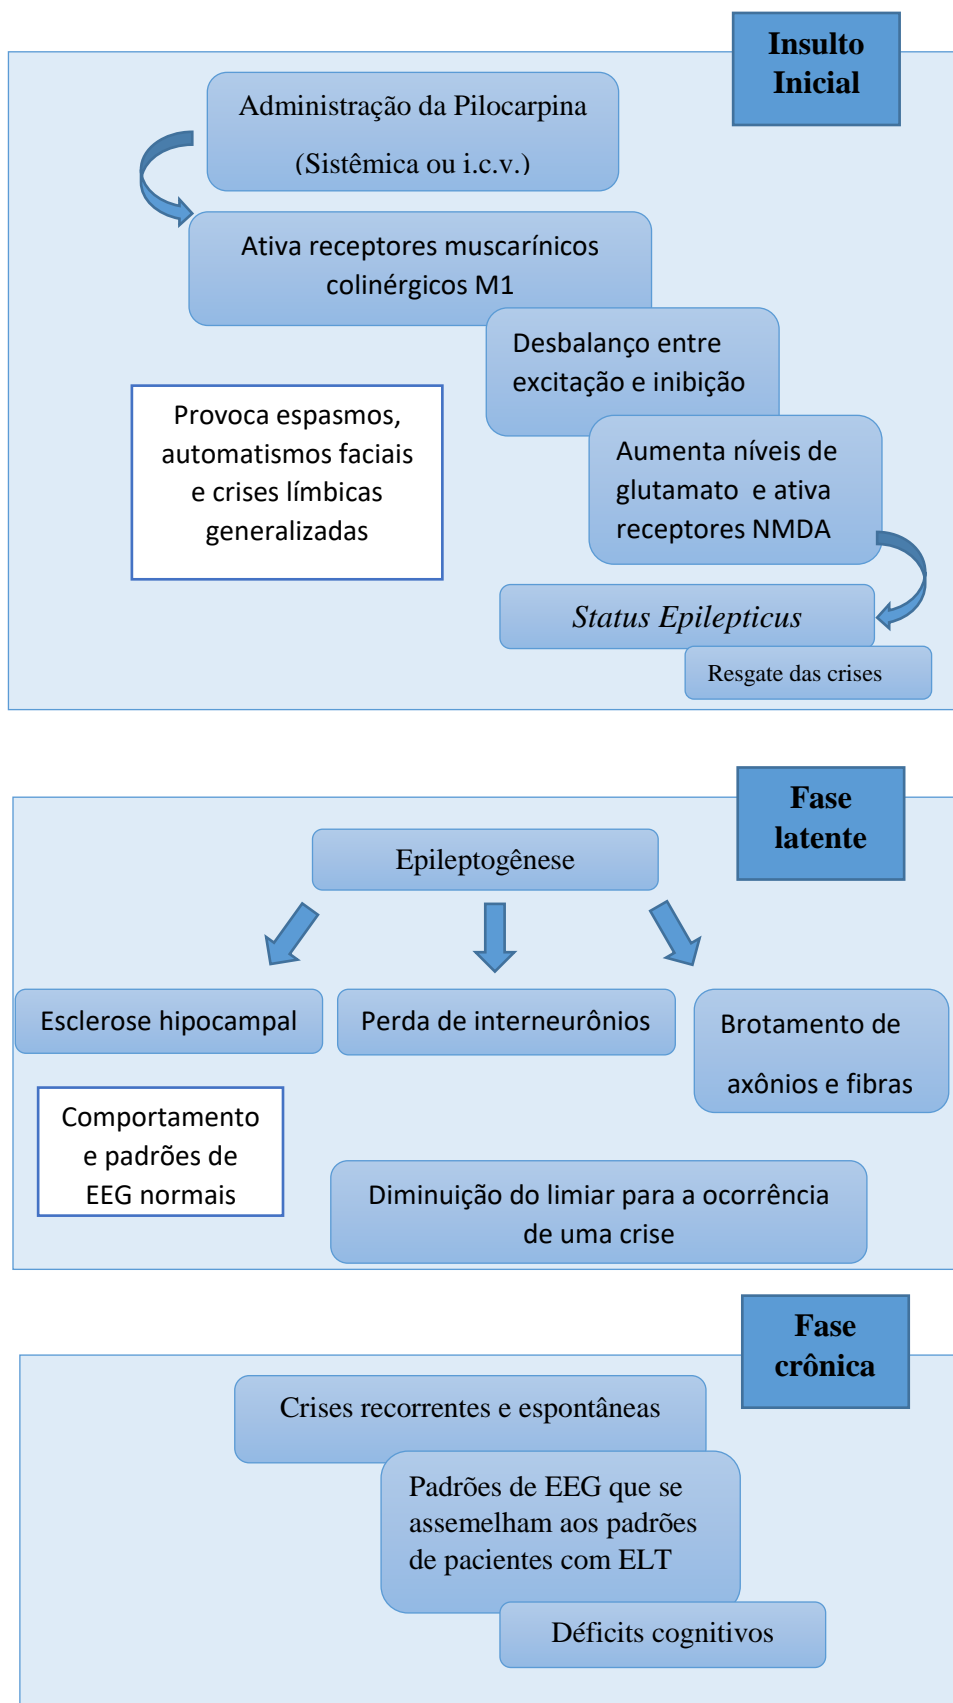 Insulto
Inicial
Administração da Pilocarpina
(Sistêmica ou i.c.v.)
Ativa receptores muscarínicos
colinérgicos M1
Desbalanço entre
excitação e inibição
Provoca espasmos,
automatismos faciais
e crises límbicas
generalizadas
Aumenta níveis de
glutamato e ativa
receptores NMDA
Status Epilepticus
Resgate das crises
Fase
latente
Epileptogênese
Esclerose hipocampal
Perda de interneurônios
Brotamento de
axônios e fibras
Comportamento
e padrões de
EEG normais
Diminuição do limiar para a ocorrência
de uma crise
Fase
crônica
Crises recorrentes e espontâneas
Padrões de EEG que se
assemelham aos padrões
de pacientes com ELT
Déficits cognitivos